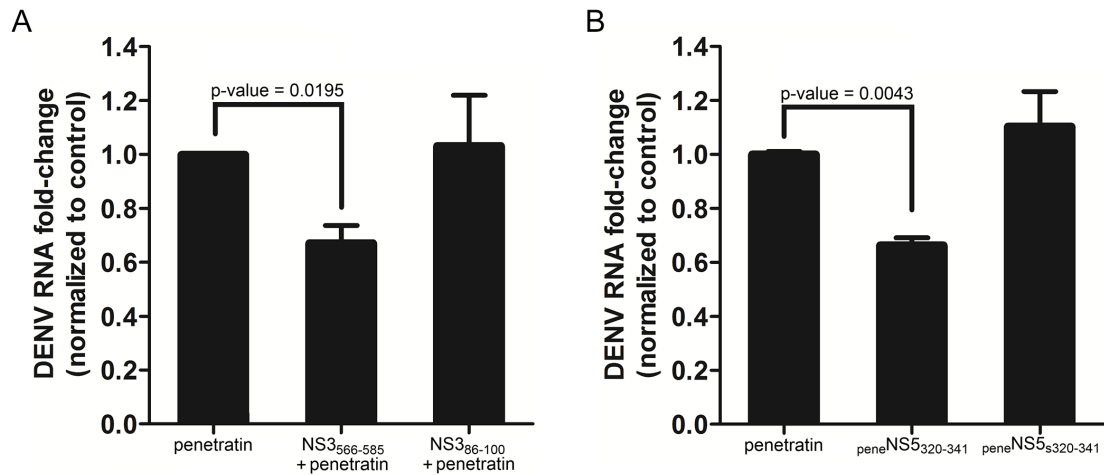 A
DENV RNA fold-change
(normalized to control)
1.4
1.2
1.0
0.8
0.6
0.4
0.2
0.0
p-value = 0.0195
penetratin
NS3566-585
+ penetratin
NS386-100
+ penetratin
B
DENV RNA fold-change
(normalized to control)
1.4
1.2
1.0
0.8
0.6
0.4
0.2
0.0
p-value = 0.0043
penetratin
peneNS5320-341
peneNS5s320-341